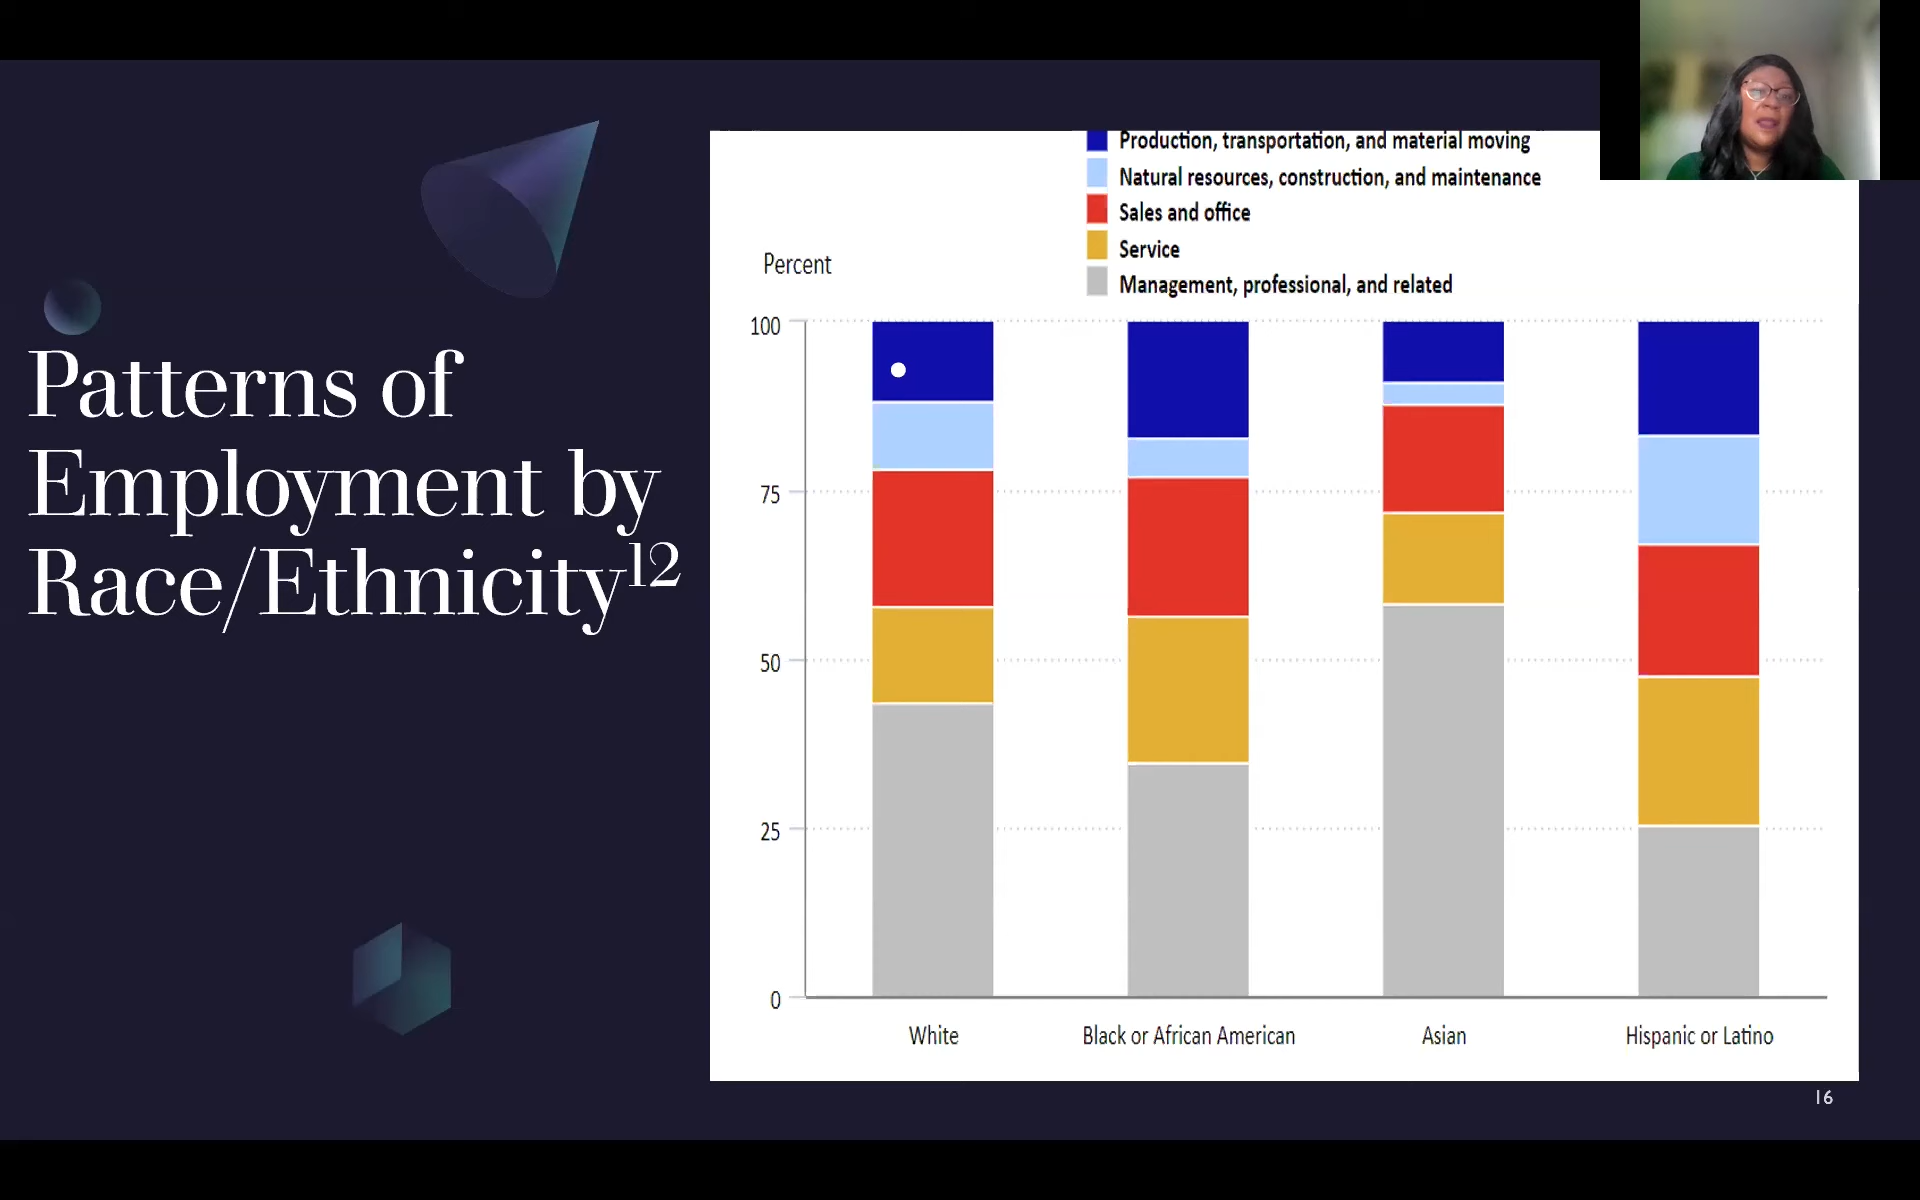 Patterns of
Employment by
Race/Ethnicity12
Production, transportation, and material moving
Natural resources, construction, and maintenance
Sales and office
Service
Management, professional, and related
Percent
100
75
50
25
0
White
Black or African American
Asian
Hispanic or Latino
16